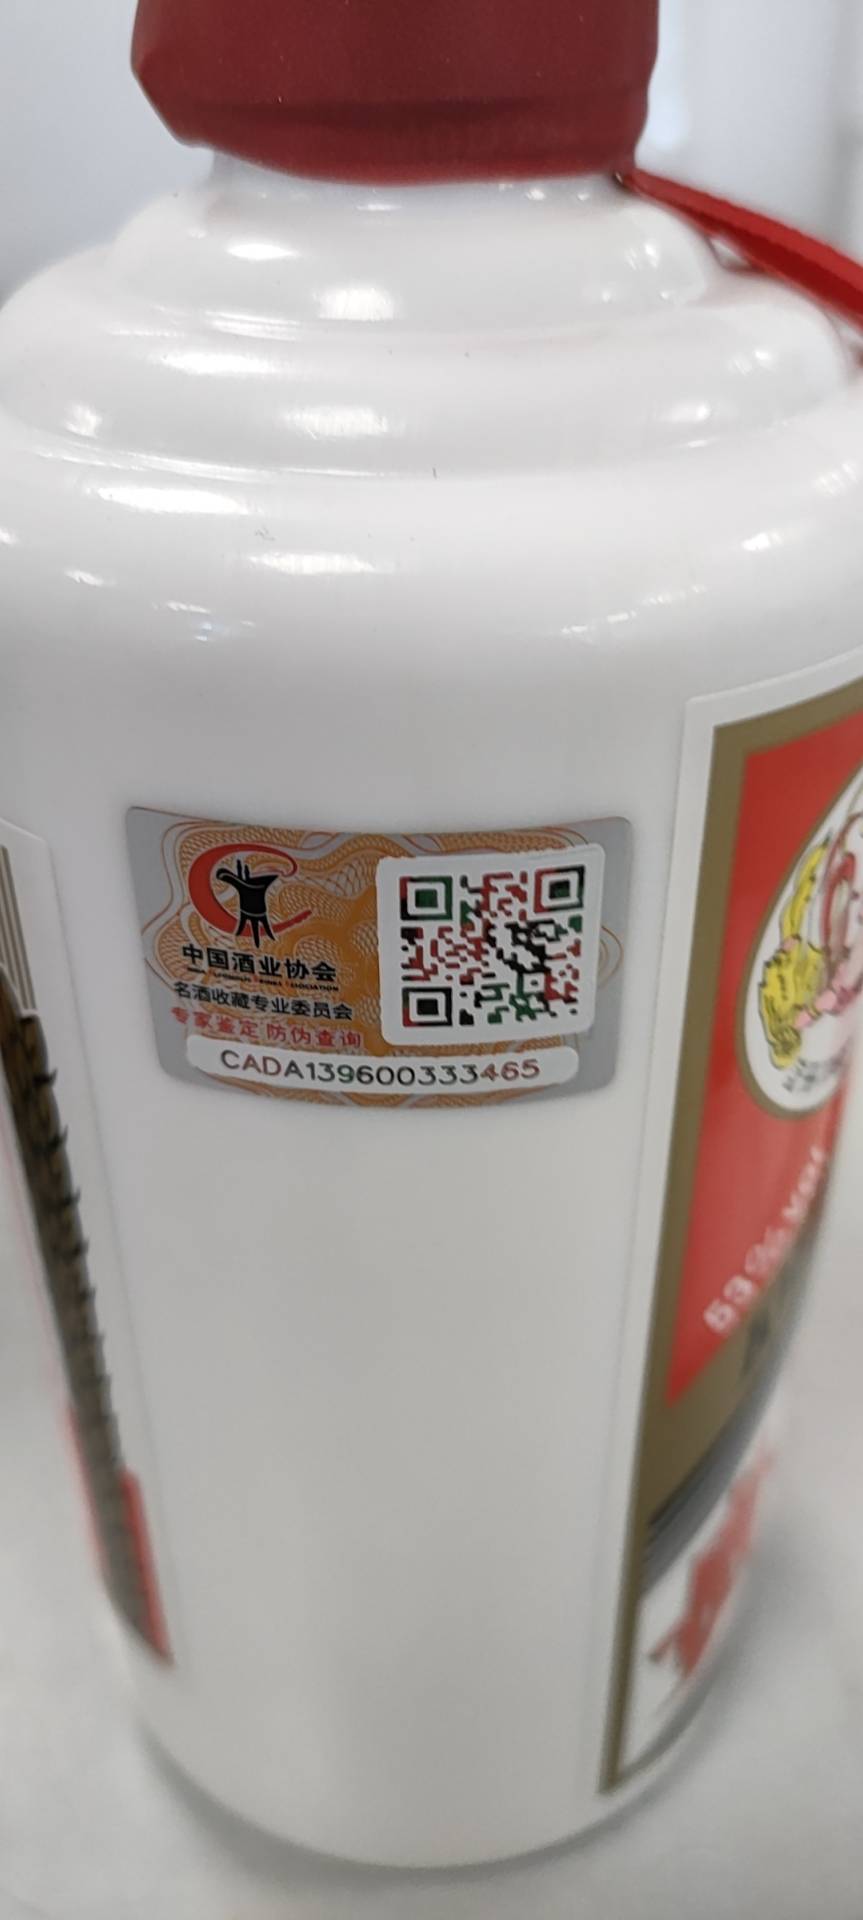 中国酒业协会
名酒收藏专业委员会
专家鉴定 防伪查询
CADA139600333465
53%